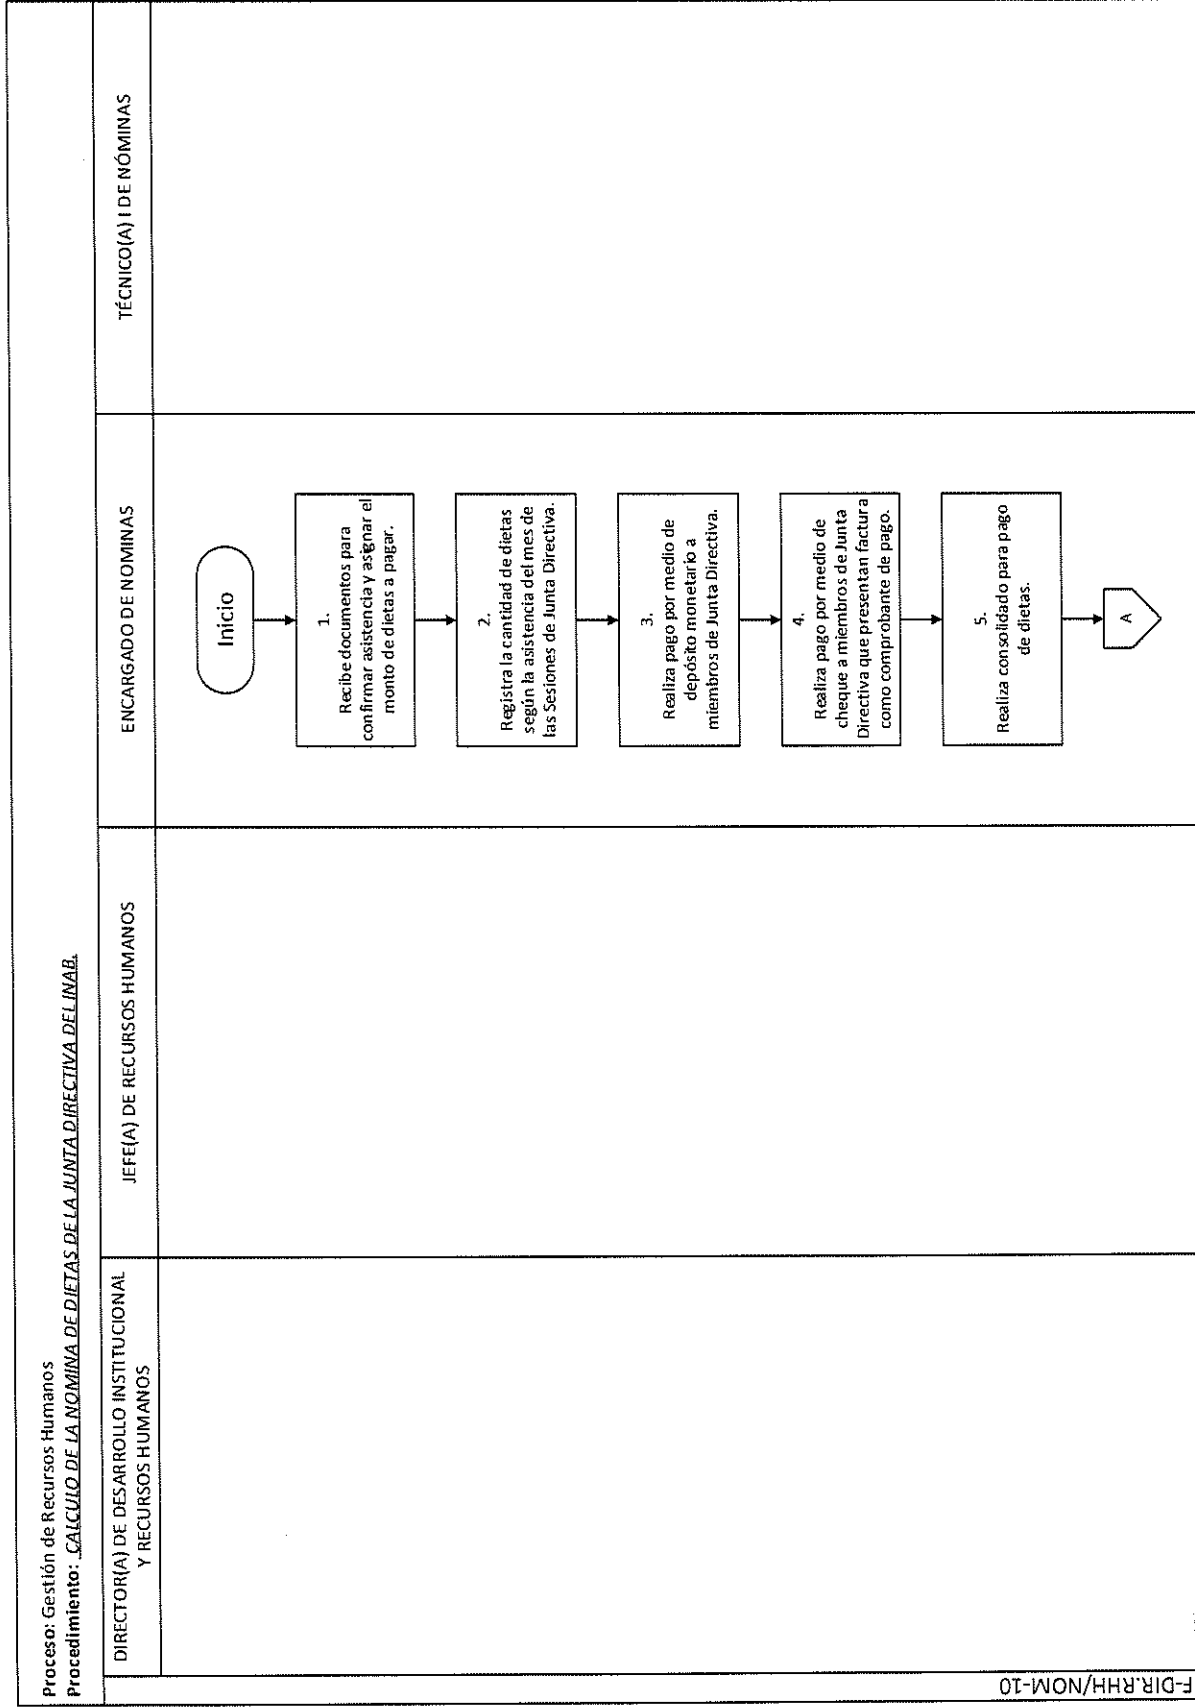 Proceso: Gestión de Recursos Humanos
Procedimiento: CALCULO DE LA NOMINA DE DIETAS DE LA JUNTA DIRECTIVA DEL INAB.
DIRECTOR(A) DE DESARROLLO INSTITUCIONAL
Y RECURSOS HUMANOS
JEFE(A) DE RECURSOS HUMANOS
ENCARGADO DE NOMINAS
TÉCNICO(A) I DE NÓMINAS
Inicio
1.
Recibe documentos para
confirmar asistencia y asignar el
monto de dietas a pagar.
2.
Registra la cantidad de dietas
según la asistencia del mes de
las Sesiones de Junta Directiva.
3.
Realiza pago por medio de
depósito monetario a
miembros de Junta Directiva.
4.
Realiza pago por medio de
cheque a miembros de Junta
Directiva que presentan factura
como comprobante de pago.
5.
Realiza consolidado para pago
de dietas.
A
F-DIR.RHH/NOM-10